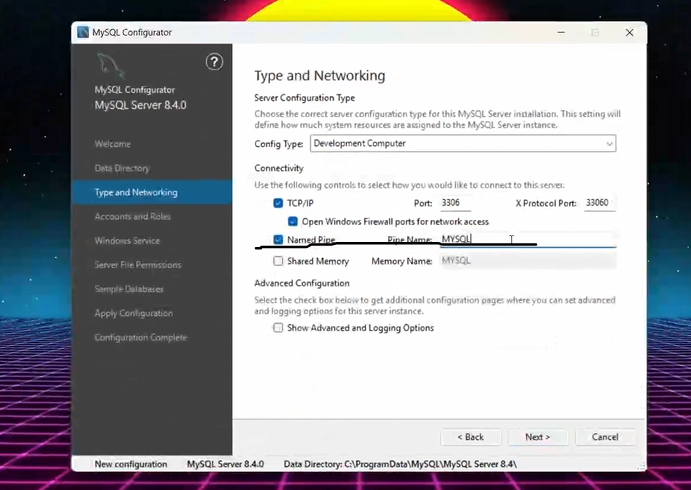 MySQL Configurator
?
MySQL Configurator
MySQL Server 8.4.0
Welcome
Data Directory
Type and Networking
Accounts and Roles
Windows Service
Server File Permissions
Sample Databases
Apply Configuration
Configuration Complete
Type and Networking
Server Configuration Type
Choose the correct server configuration type for this MySQL Server installation. This setting will
define how much system resources are assigned to the MySQL Server instance.
Config Type: Development Computer
Connectivity
Use the following controls to select how you would like to connect to this server.
TCP/IP Port: 3306 X Protocol Port: 33060
Open Windows Firewall ports for network access
Named Pipe Pipe Name: MYSQL
Shared Memory Memory Name: MYSQL
Advanced Configuration
Select the check box below to get additional configuration pages where you can set advanced
and logging options for this server instance.
Show Advanced and Logging Options
< Back Next > Cancel
New configuration MySQL Server 8.4.0 Data Directory: C:\ProgramData\MySQL\MySQL Server 8.4\